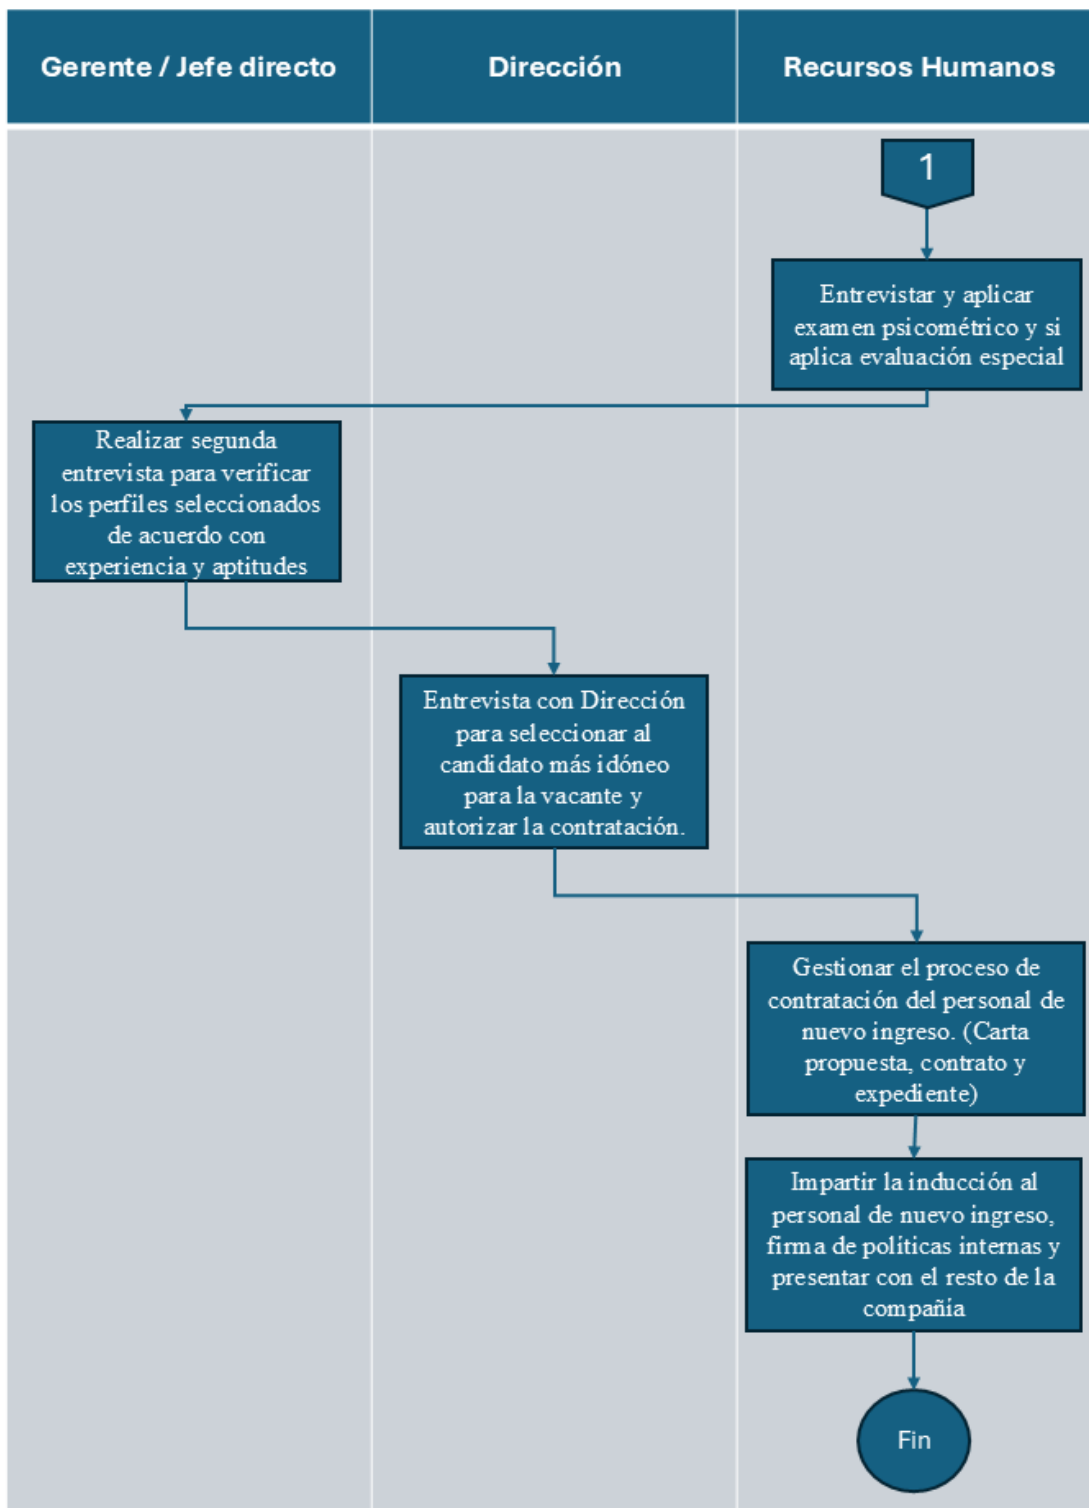 Gerente / Jefe directo
Dirección
Recursos Humanos
1
Entrevistar y aplicar
examen psicométrico y si
aplica evaluación especial
Realizar segunda
entrevista para verificar
los perfiles seleccionados
de acuerdo con
experiencia y aptitudes
Entrevista con Dirección
para seleccionar al
candidato más idóneo
para la vacante y
autorizar la contratación.
Gestionar el proceso de
contratación del personal de
nuevo ingreso. (Carta
propuesta, contrato y
expediente)
Impartir la inducción al
personal de nuevo ingreso,
firma de políticas internas y
presentar con el resto de la
compañía
Fin